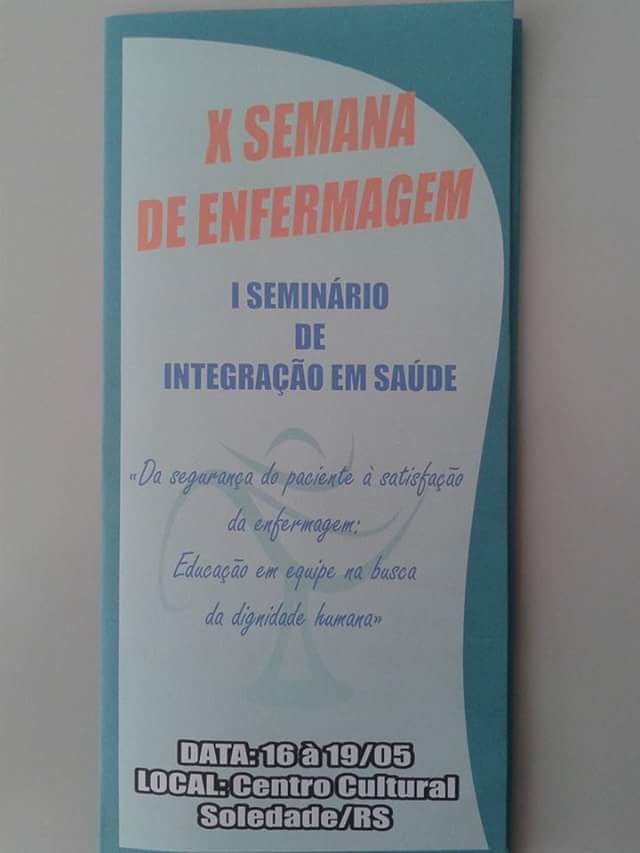 X SEMANA
DE ENFERMAGEM
I SEMINÁRIO
DE
INTEGRAÇÃO EM SAÚDE
«Da segurança do paciente à satisfação
da enfermagem:
Educação em equipe na busca
da dignidade humana»
DATA: 16 à 19/05
LOCAL: Centro Cultural
Soledade/RS